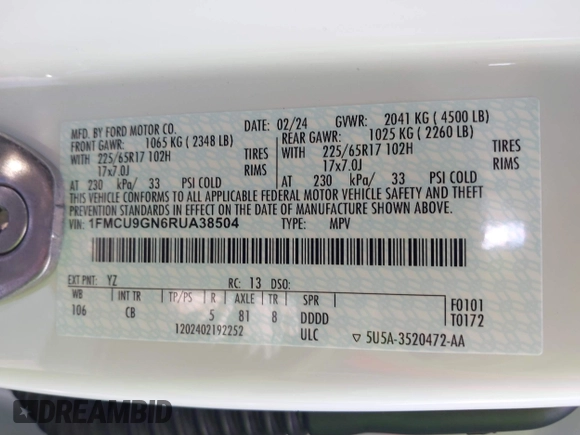 MFD. BY FORD MOTOR CO.
DATE: 02/24 GVWR: 2041 KG ( 4500 LB)
FRONT GAWR: 1065 KG ( 2348 LB)
REAR GAWR: 1025 KG ( 2260 LB)
WITH 225/65R17 102H TIRES
WITH 225/65R17 102H TIRES
17x7.0J RIMS
17x7.0J RIMS
AT 230 kPa/ 33 PSI COLD
AT 230 kPa/ 33 PSI COLD
THIS VEHICLE CONFORMS TO ALL APPLICABLE FEDERAL MOTOR VEHICLE SAFETY AND THEFT
PREVENTION STANDARDS IN EFFECT ON THE DATE OF MANUFACTURE SHOWN ABOVE.
VIN: 1FMCU9GN6RUA38504 TYPE: MPV
EXT PNT: YZ RC: 13 DSO:
WB INT TR TP/PS R AXLE TR SPR
106 CB 5 81 8 DDDD
F0101
T0172
1202402192252 ULC ▽ 5U5A-3520472-AA
DREAMBID